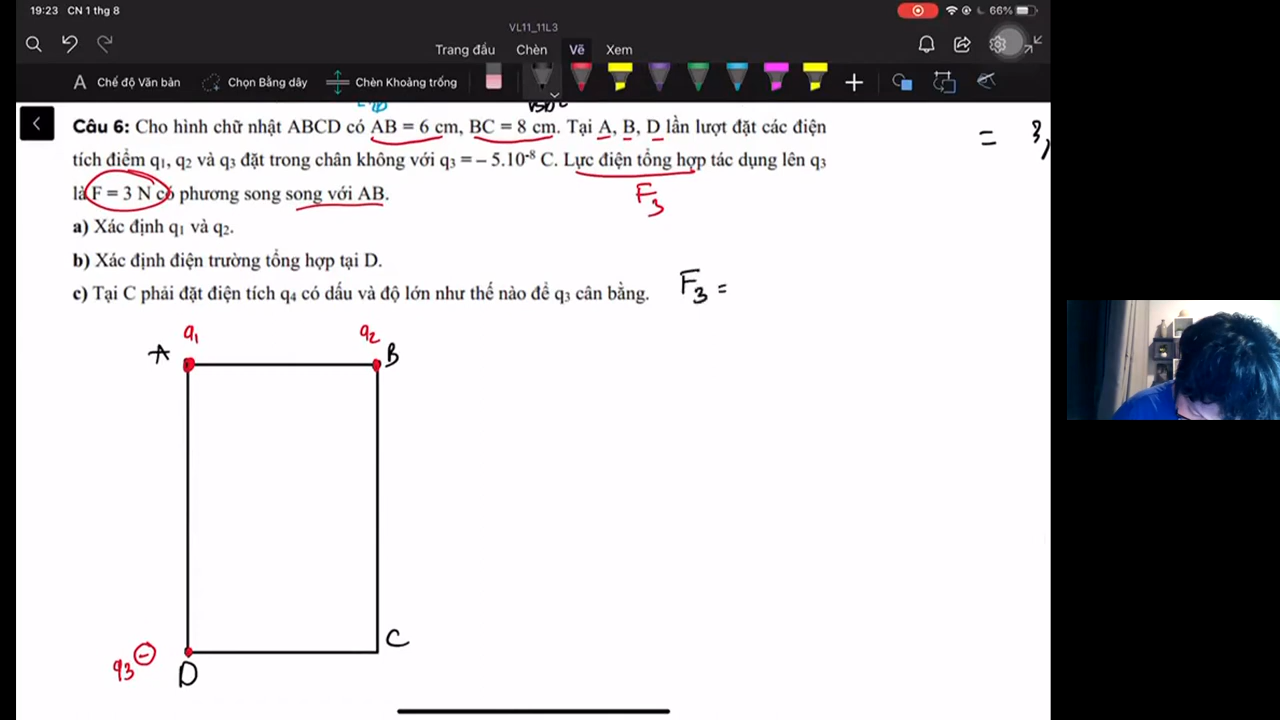 19:23 CN 1 thg 8
66%
VL11_11L3
Trang đầu Chèn Vẽ Xem
A Chế độ Văn bản Chọn Bằng dây Chèn Khoảng trống
Câu 6: Cho hình chữ nhật ABCD có AB = 6 cm, BC = 8 cm. Tại A, B, D lần lượt đặt các điện
tích điểm q₁, q₂ và q₃ đặt trong chân không với q₃ = – 5.10⁻⁸ C. Lực điện tổng hợp tác dụng lên q₃
là F = 3 N có phương song song với AB.
F₃
a) Xác định q₁ và q₂.
b) Xác định điện trường tổng hợp tại D.
c) Tại C phải đặt điện tích q₄ có dấu và độ lớn như thế nào để q₃ cân bằng.
F₃ =
= 3,
q₁ q₂
A B
C
q₃ −
D